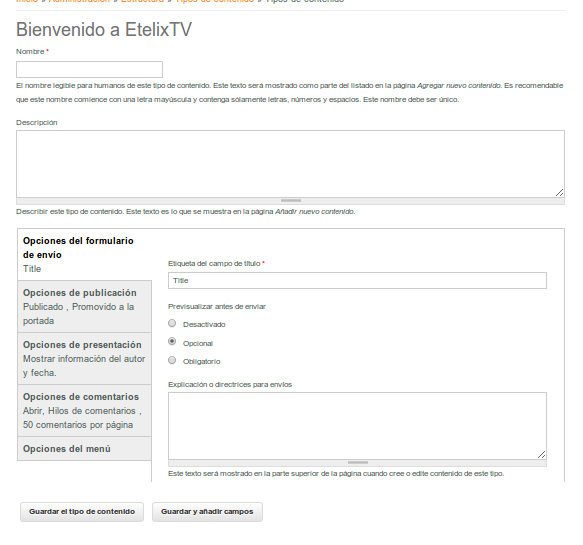 Inicio » Administración » Estructura » Tipos de contenido » Tipos de contenido
Bienvenido a EtelixTV
Nombre *
El nombre legible para humanos de este tipo de contenido. Este texto será mostrado como parte del listado en la página Agregar nuevo contenido. Es recomendable
que este nombre comience con una letra mayúscula y contenga sólamente letras, números y espacios. Este nombre debe ser único.
Descripción
Describir este tipo de contenido. Este texto es lo que se muestra en la página Añadir nuevo contenido.
Opciones del formulario
de envío
Title
Opciones de publicación
Publicado , Promovido a la
portada
Opciones de presentación
Mostrar información del autor
y fecha.
Opciones de comentarios
Abrir, Hilos de comentarios ,
50 comentarios por página
Opciones del menú
Etiqueta del campo de título *
Title
Previsualizar antes de enviar
Desactivado
Opcional
Obligatorio
Explicación o directrices para envíos
Este texto será mostrado en la parte superior de la página cuando cree o edite contenido de este tipo.
Guardar el tipo de contenido
Guardar y añadir campos